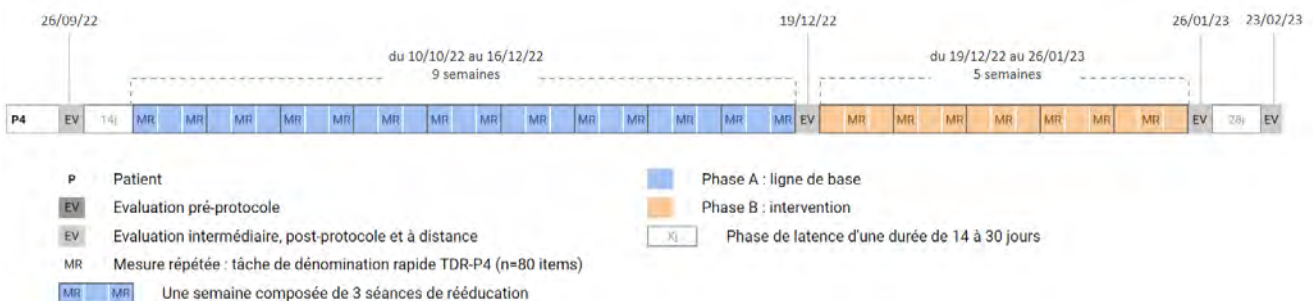 26/09/22 19/12/22 26/01/23 23/02/23
du 10/10/22 au 16/12/22 du 19/12/22 au 26/01/23
9 semaines 5 semaines
P4 EV 14j MR MR MR MR MR MR MR MR MR MR MR MR MR MR EV MR MR MR MR MR MR MR EV 28j EV
P Patient
EV Evaluation pré-protocole
EV Evaluation intermédiaire, post-protocole et à distance
MR Mesure répétée : tâche de dénomination rapide TDR-P4 (n=80 items)
MR MR Une semaine composée de 3 séances de rééducation
Phase A : ligne de base
Phase B : intervention
Xj Phase de latence d'une durée de 14 à 30 jours